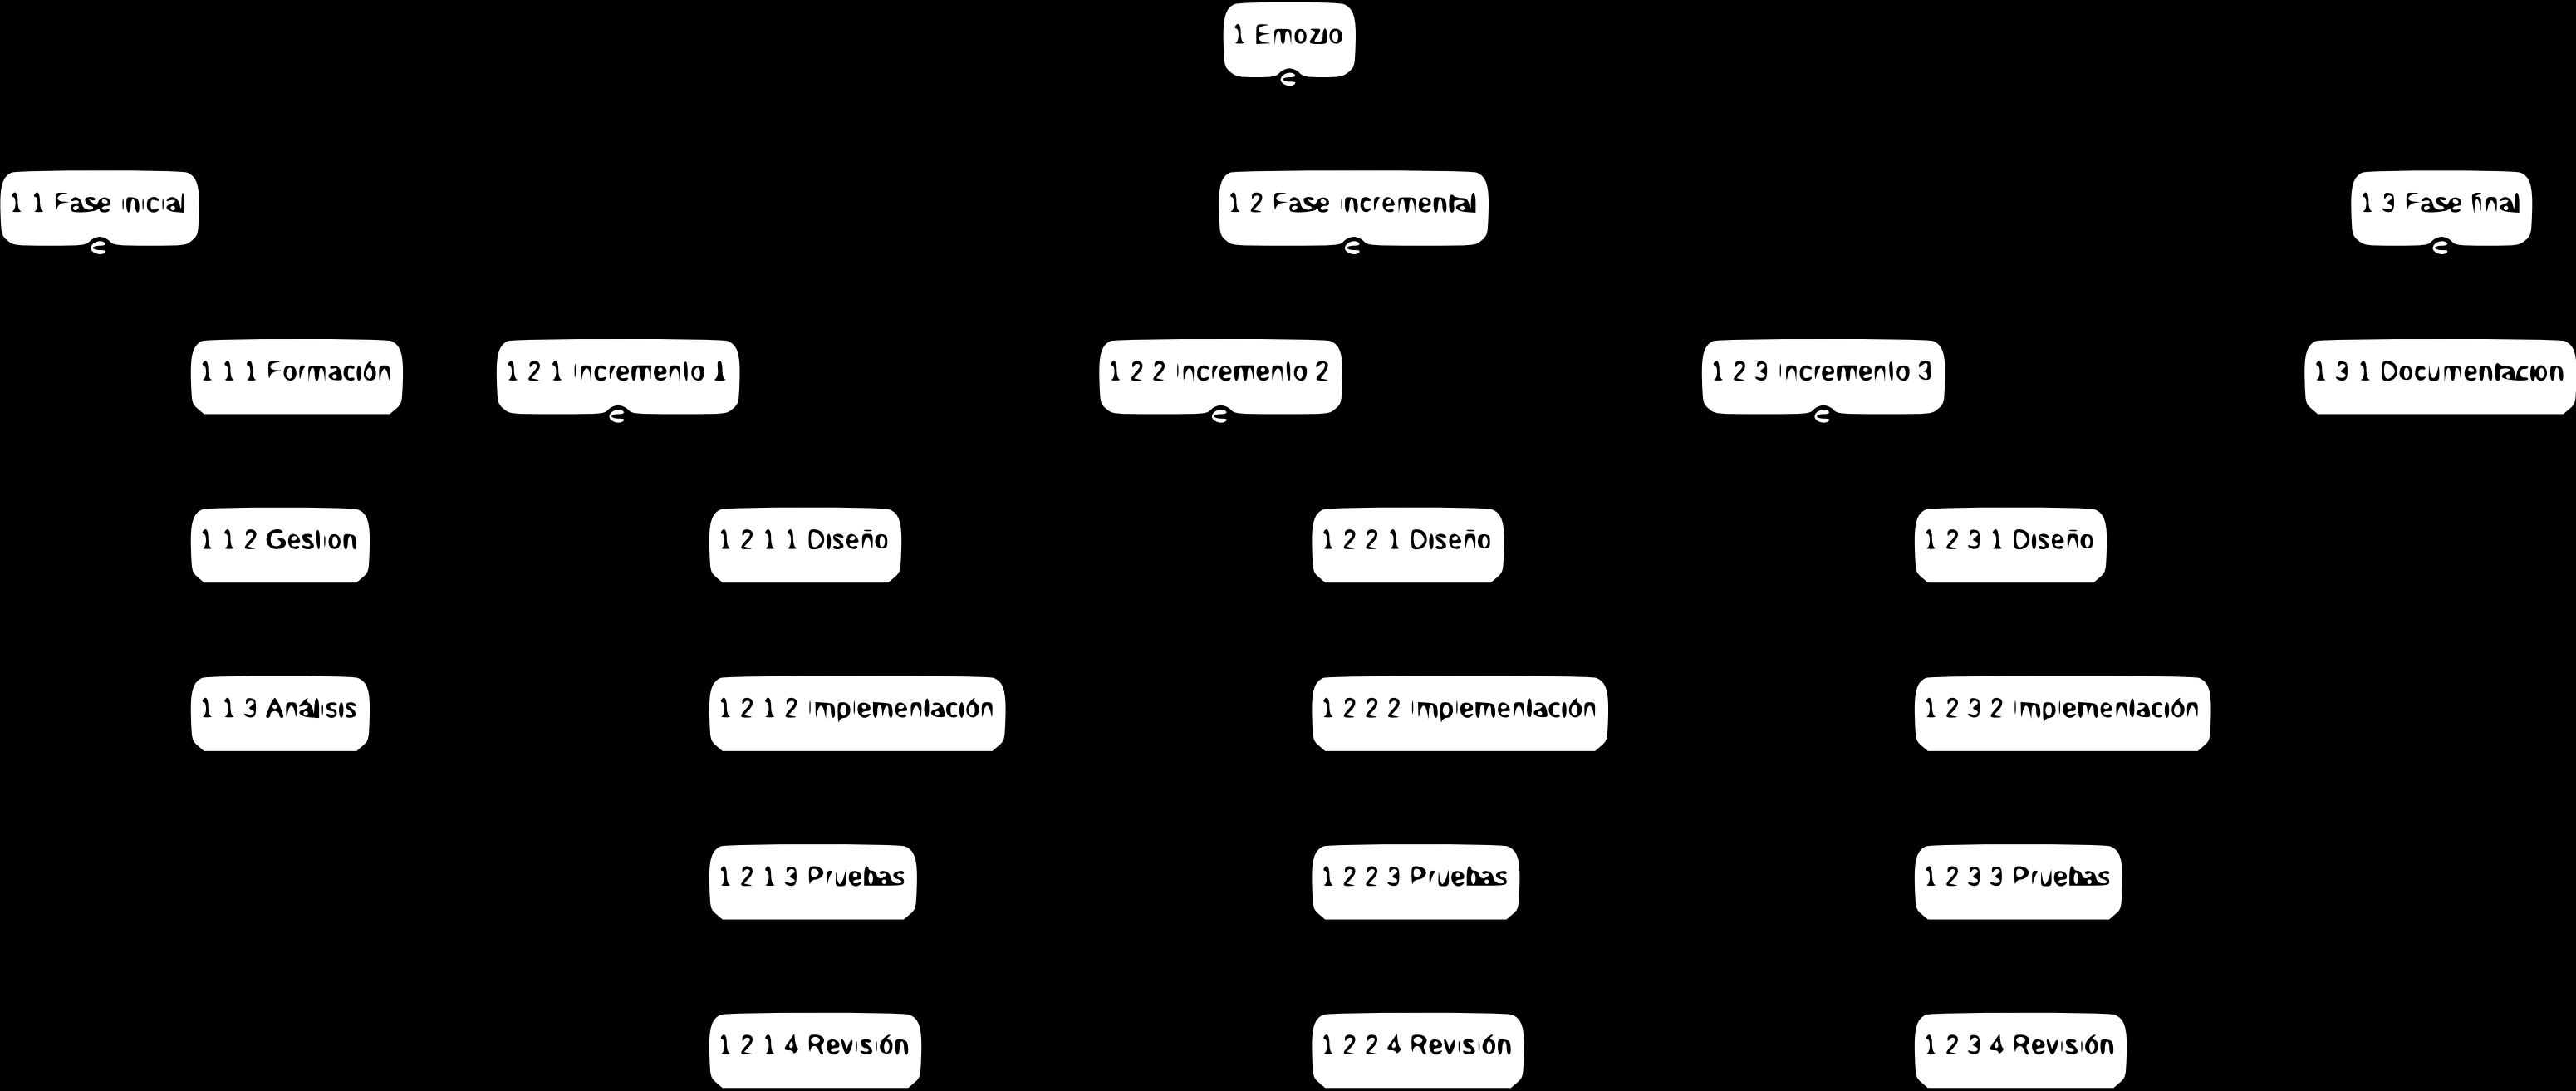 1 Emozio
1 1 Fase inicial
1 2 Fase incremental
1 3 Fase final
1 1 1 Formación
1 2 1 Incremento 1
1 2 2 Incremento 2
1 2 3 Incremento 3
1 3 1 Documentacion
1 1 2 Gestion
1 2 1 1 Diseño
1 2 2 1 Diseño
1 2 3 1 Diseño
1 1 3 Análisis
1 2 1 2 Implementación
1 2 2 2 Implementación
1 2 3 2 Implementación
1 2 1 3 Pruebas
1 2 2 3 Pruebas
1 2 3 3 Pruebas
1 2 1 4 Revisión
1 2 2 4 Revisión
1 2 3 4 Revisión